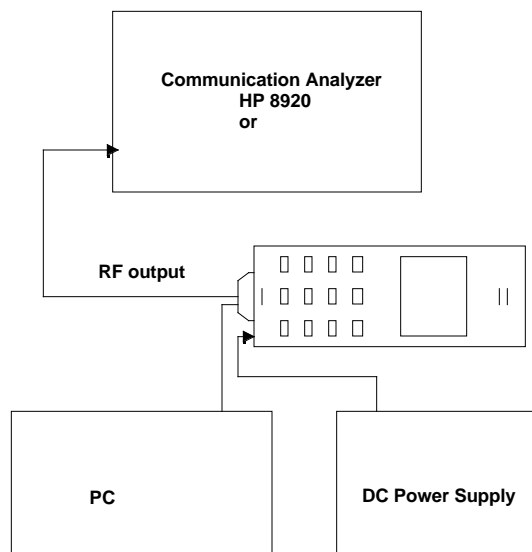 Communication Analyzer
HP 8920
or
RF output
PC
DC Power Supply